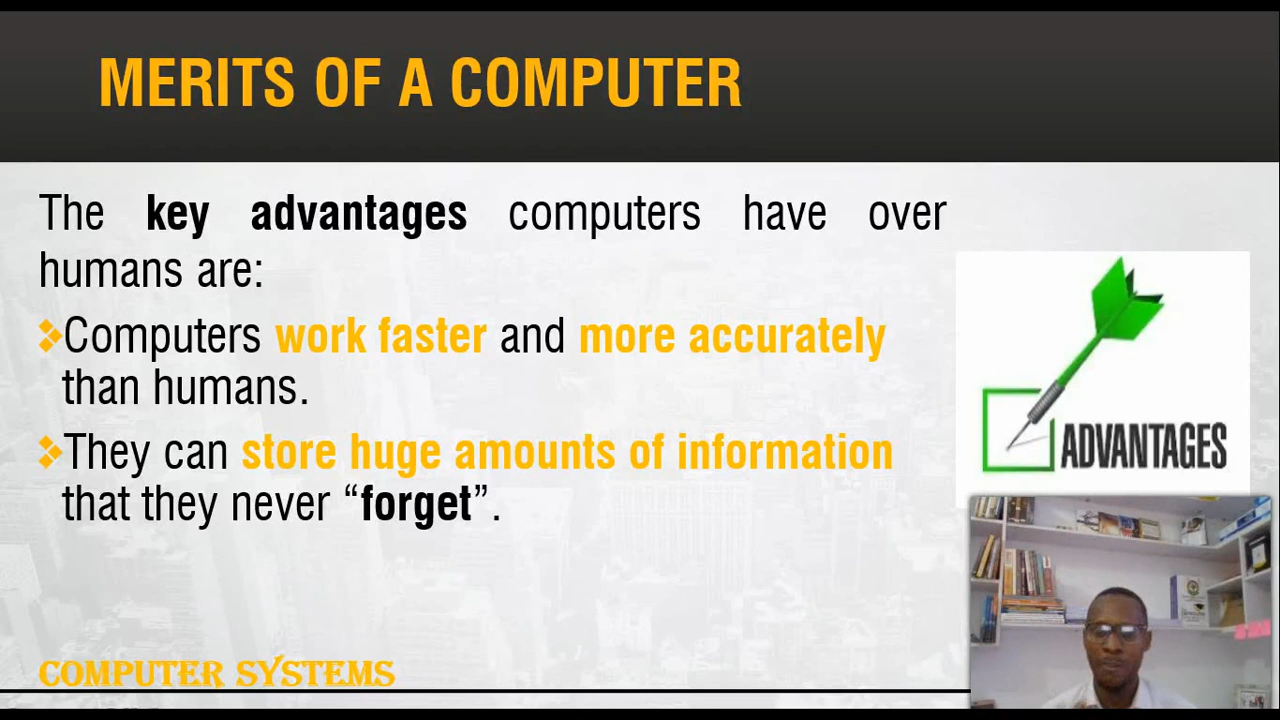 MERITS OF A COMPUTER
The key advantages computers have over
humans are:
Computers work faster and more accurately
than humans.
They can store huge amounts of information
that they never “forget”.
ADVANTAGES
COMPUTER SYSTEMS